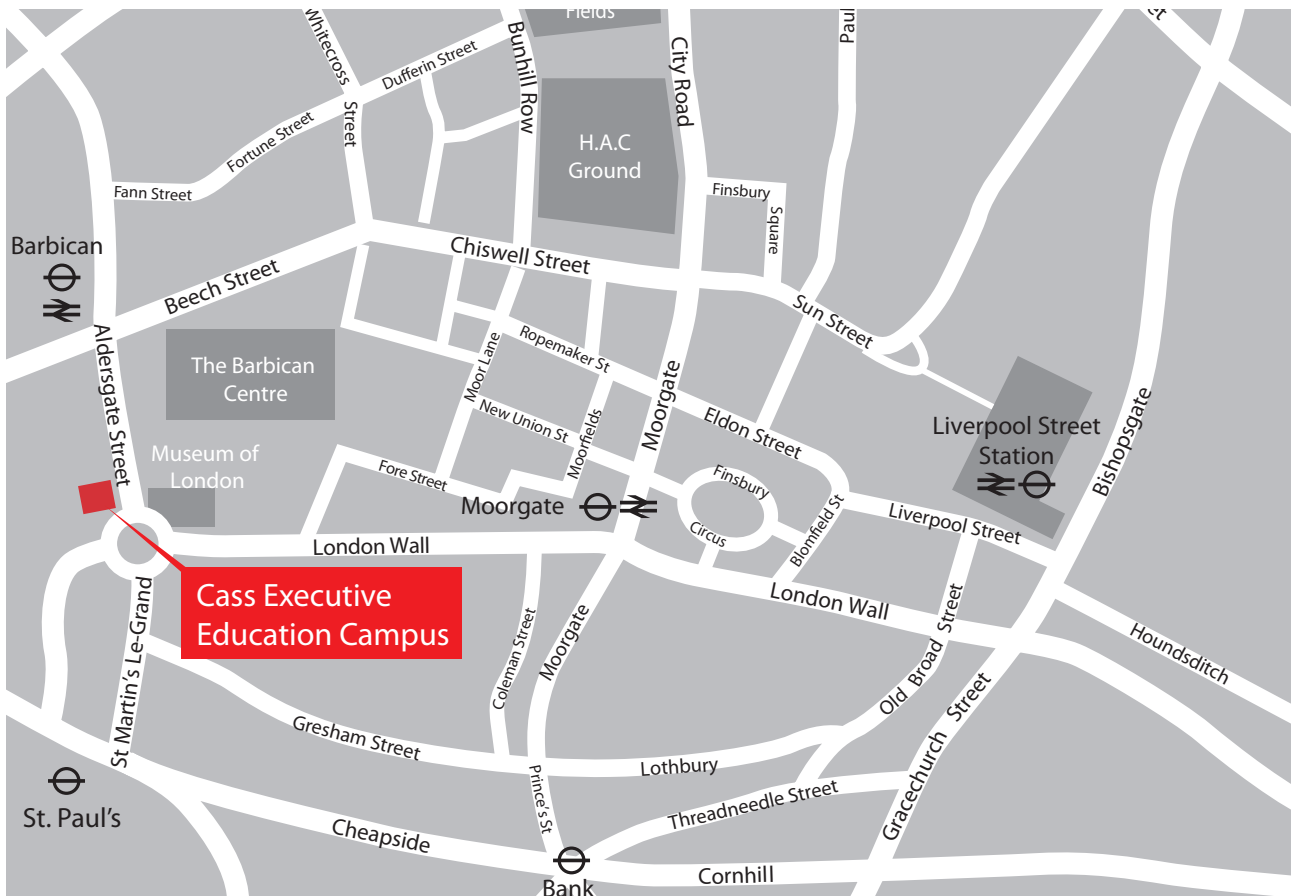 Fields
Whitecross
Street
Dufferin Street
Bunhill Row
City Road
Paul
et
H.A.C
Ground
Fortune Street
Fann Street
Finsbury
Square
Barbican
Chiswell Street
Beech Street
Sun Street
Aldersgate Street
The Barbican
Centre
Moor Lane
Ropemaker St
Moorgate
Eldon Street
New Union St
Moorfields
Liverpool Street
Station
Bishopsgate
Museum of
London
Fore Street
Moorgate
Finsbury
Circus
Blomfield St
Liverpool Street
London Wall
London Wall
Cass Executive
Education Campus
St Martin's Le-Grand
Coleman Street
Moorgate
Old Broad Street
Houndsditch
Gresham Street
Lothbury
Gracechurch Street
Prince's St
Threadneedle Street
St. Paul's
Cheapside
Cornhill
Bank